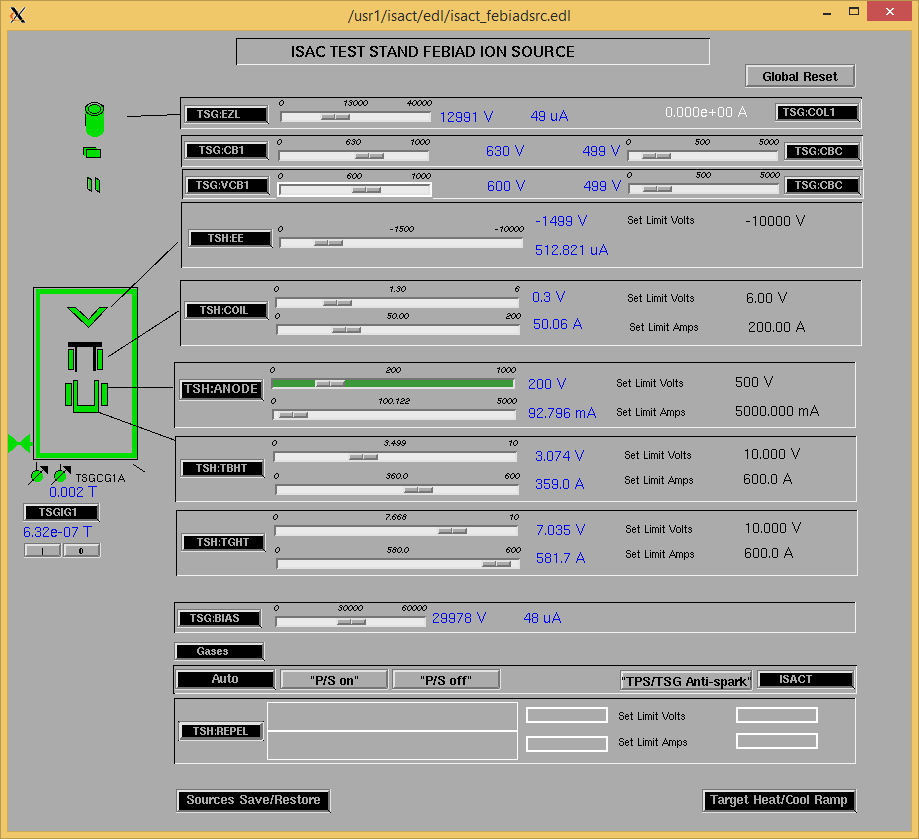 /usr1/isact/edl/isact_febiadsrc.edl
ISAC TEST STAND FEBIAD ION SOURCE
Global Reset
TSG:EZL 0 13000 40000 12991 V 49 uA 0.000e+00 A TSG:COL1
TSG:CB1 0 630 1000 630 V 499 V 0 500 5000 TSG:CBC
TSG:VCB1 0 600 1000 600 V 499 V 0 500 5000 TSG:CBC
TSH:EE 0 -1500 -10000 -1499 V Set Limit Volts -10000 V
512.821 uA
TSH:COIL 0 1.30 6 0.3 V Set Limit Volts 6.00 V
0 50.00 200 50.06 A Set Limit Amps 200.00 A
TSH:ANODE 0 200 1000 200 V Set Limit Volts 500 V
0 100.122 5000 92.796 mA Set Limit Amps 5000.000 mA
TSH:TBHT 0 3.499 10 3.074 V Set Limit Volts 10.000 V
0 360.0 600 359.0 A Set Limit Amps 600.0 A
TSGCG1A
0.002 T
TSGIG1
6.32e-07 T
I 0
TSH:TGHT 0 7.668 10 7.035 V Set Limit Volts 10.000 V
0 580.0 600 581.7 A Set Limit Amps 600.0 A
TSG:BIAS 0 30000 60000 29978 V 48 uA
Gases
Auto "P/S on" "P/S off" "TPS/TSG Anti-spark" ISACT
TSH:REPEL Set Limit Volts
Set Limit Amps
Sources Save/Restore Target Heat/Cool Ramp